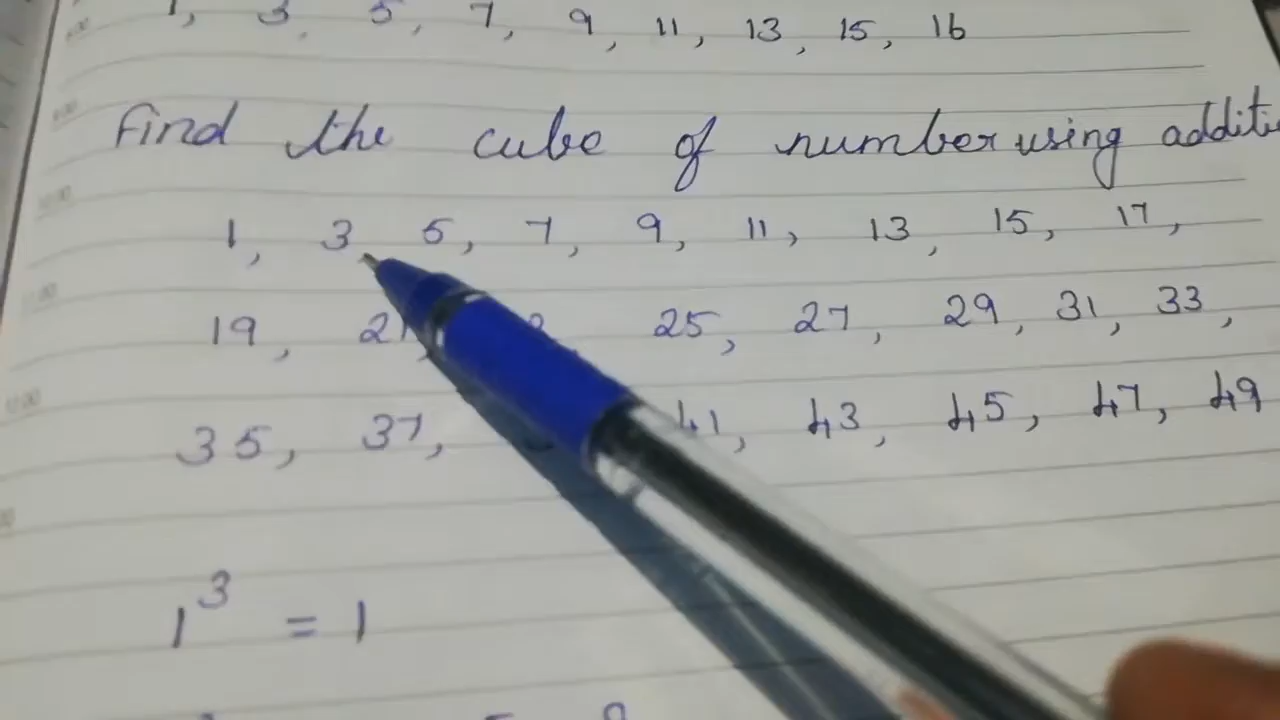 1, 3, 5, 7, 9, 11, 13, 15, 16
Find the cube of number using additi
1, 3 5, 7, 9, 11, 13, 15, 17,
19, 21, 25, 27, 29, 31, 33,
35, 37, 41, 43, 45, 47, 49
1³ = 1